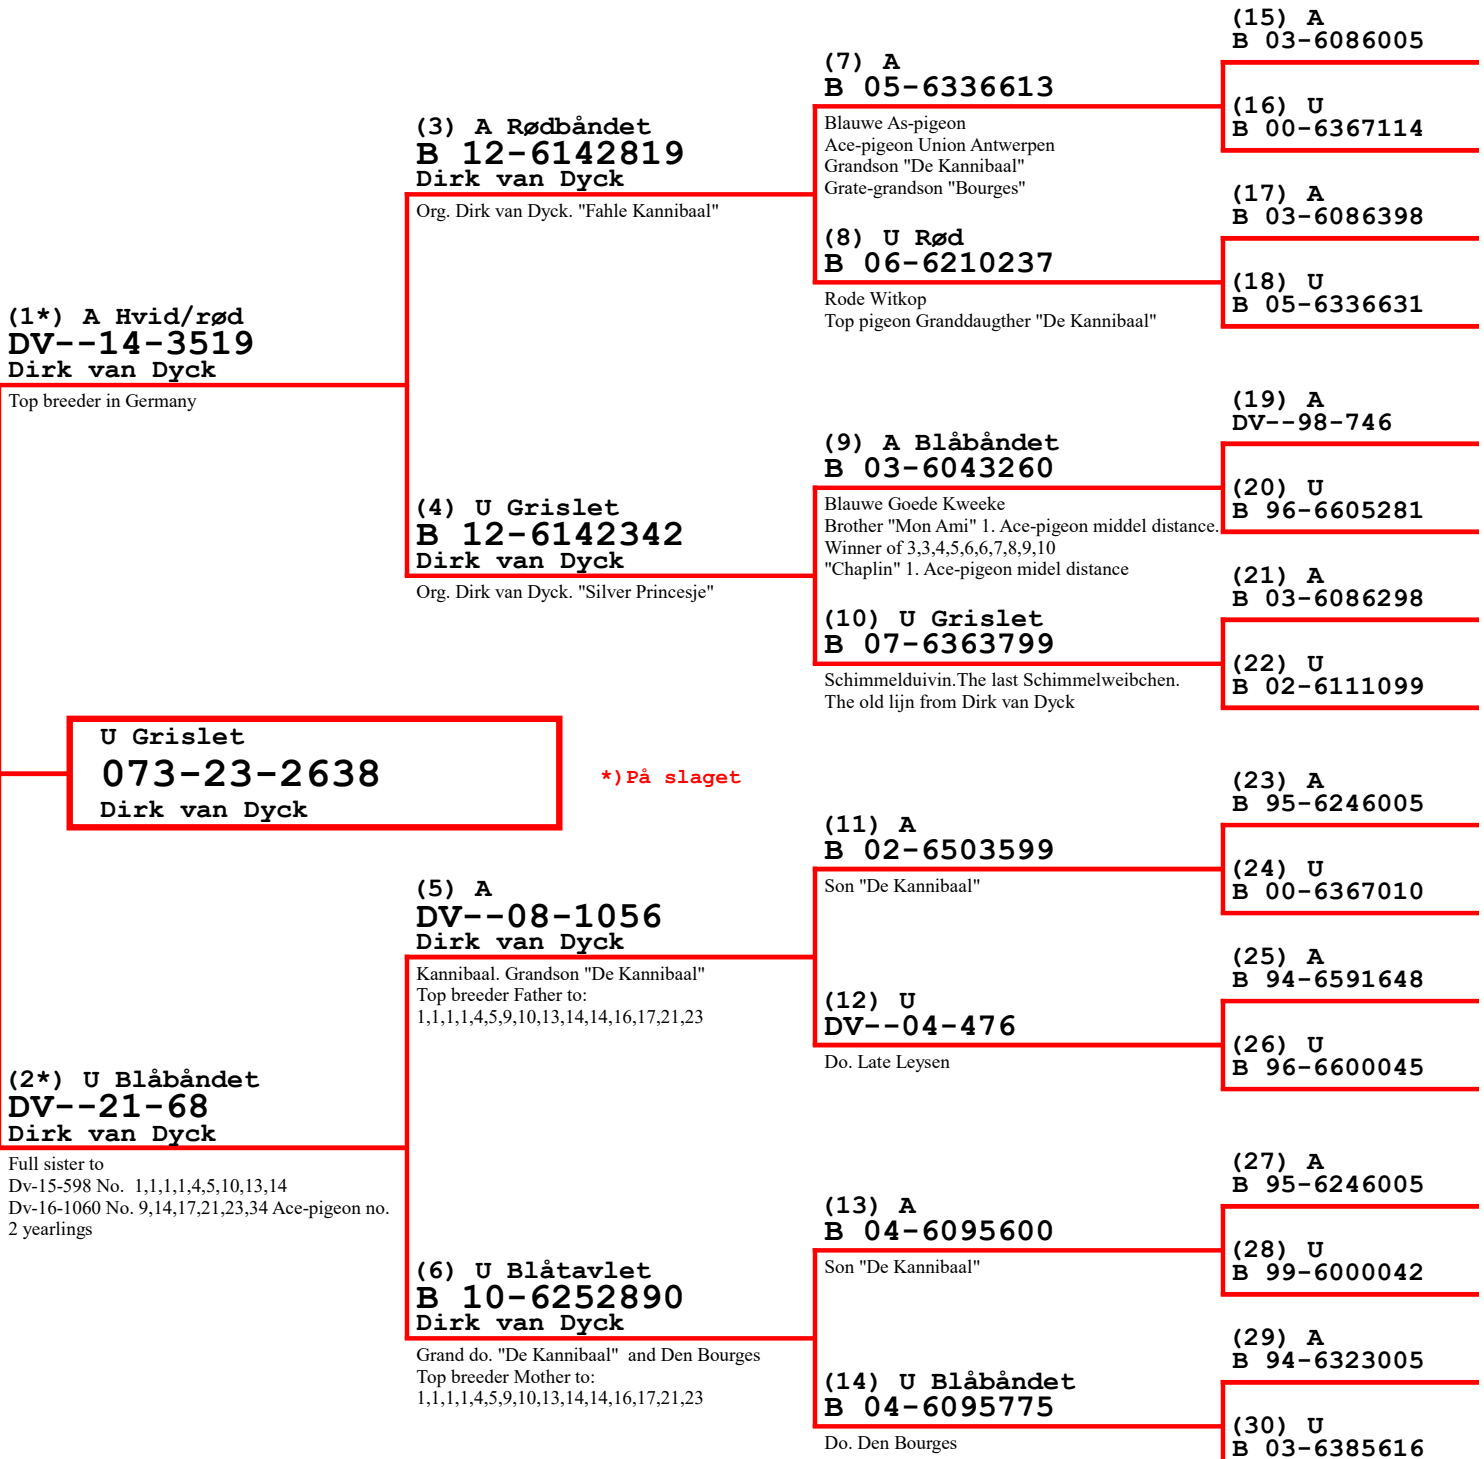 (1*) A Hvid/rød
DV--14-3519
Dirk van Dyck
Top breeder in Germany
U Grislet
073-23-2638
Dirk van Dyck
*)På slaget
(2*) U Blåbåndet
DV--21-68
Dirk van Dyck
Full sister to
Dv-15-598 No.  1,1,1,1,4,5,10,13,14
Dv-16-1060 No. 9,14,17,21,23,34 Ace-pigeon no.
2 yearlings
(3) A Rødbåndet
B 12-6142819
Dirk van Dyck
Org. Dirk van Dyck. "Fahle Kannibaal"
(4) U Grislet
B 12-6142342
Dirk van Dyck
Org. Dirk van Dyck. "Silver Princesje"
(5) A
DV--08-1056
Dirk van Dyck
Kannibaal. Grandson "De Kannibaal"
Top breeder Father to:
1,1,1,1,4,5,9,10,13,14,14,16,17,21,23
(6) U Blåtavlet
B 10-6252890
Dirk van Dyck
Grand do. "De Kannibaal"  and Den Bourges
Top breeder Mother to:
1,1,1,1,4,5,9,10,13,14,14,16,17,21,23
(7) A
B 05-6336613
Blauwe As-pigeon
Ace-pigeon Union Antwerpen
Grandson "De Kannibaal"
Grate-grandson "Bourges"
(8) U Rød
B 06-6210237
Rode Witkop
Top pigeon Granddaugther "De Kannibaal"
(9) A Blåbåndet
B 03-6043260
Blauwe Goede Kweeke
Brother "Mon Ami" 1. Ace-pigeon middel distance.
Winner of 3,3,4,5,6,6,7,8,9,10
"Chaplin" 1. Ace-pigeon midel distance
(10) U Grislet
B 07-6363799
Schimmelduivin.The last Schimmelweibchen.
The old lijn from Dirk van Dyck
(11) A
B 02-6503599
Son "De Kannibaal"
(12) U
DV--04-476
Do. Late Leysen
(13) A
B 04-6095600
Son "De Kannibaal"
(14) U Blåbåndet
B 04-6095775
Do. Den Bourges
(15) A
B 03-6086005
(16) U
B 00-6367114
(17) A
B 03-6086398
(18) U
B 05-6336631
(19) A
DV--98-746
(20) U
B 96-6605281
(21) A
B 03-6086298
(22) U
B 02-6111099
(23) A
B 95-6246005
(24) U
B 00-6367010
(25) A
B 94-6591648
(26) U
B 96-6600045
(27) A
B 95-6246005
(28) U
B 99-6000042
(29) A
B 94-6323005
(30) U
B 03-6385616